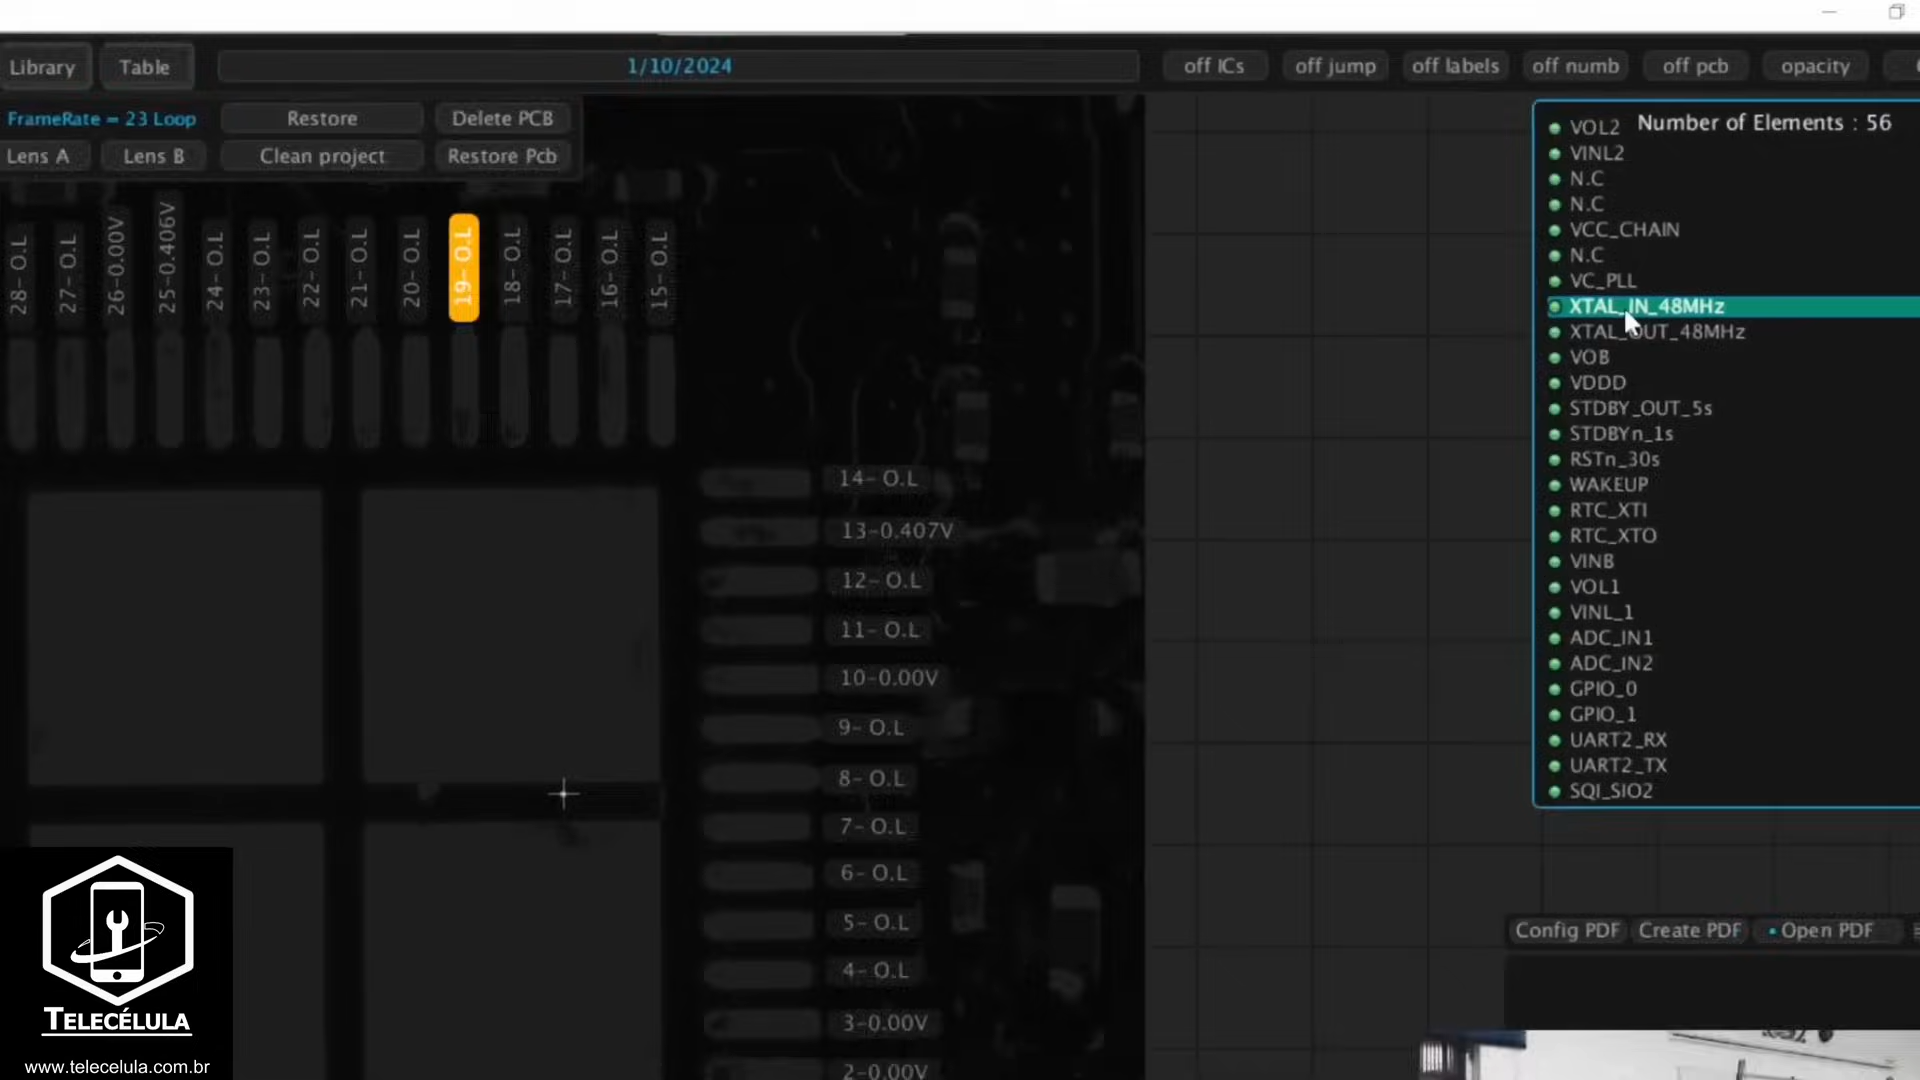 Library
Table
1/10/2024
off ICs
off jump
off labels
off numb
off pcb
opacity
FrameRate = 23 Loop
Restore
Delete PCB
Lens A
Lens B
Clean project
Restore Pcb
28- O.L
27- O.L
26-0.00V
25-0.406V
24- O.L
23- O.L
22- O.L
21- O.L
20- O.L
19- O.L
18- O.L
17- O.L
16- O.L
15- O.L
14- O.L
13-0.407V
12- O.L
11- O.L
10-0.00V
9- O.L
8- O.L
7- O.L
6- O.L
5- O.L
4- O.L
3-0.00V
2-0.00V
Number of Elements : 56
VOL2
VINL2
N.C
N.C
VCC_CHAIN
N.C
VC_PLL
XTAL_IN_48MHz
XTAL_OUT_48MHz
VOB
VDDD
STDBY_OUT_5s
STDBYn_1s
RSTn_30s
WAKEUP
RTC_XTI
RTC_XTO
VINB
VOL1
VINL_1
ADC_IN1
ADC_IN2
GPIO_0
GPIO_1
UART2_RX
UART2_TX
SQI_SIO2
Config PDF
Create PDF
Open PDF
TELECÉLULA
www.telecelula.com.br